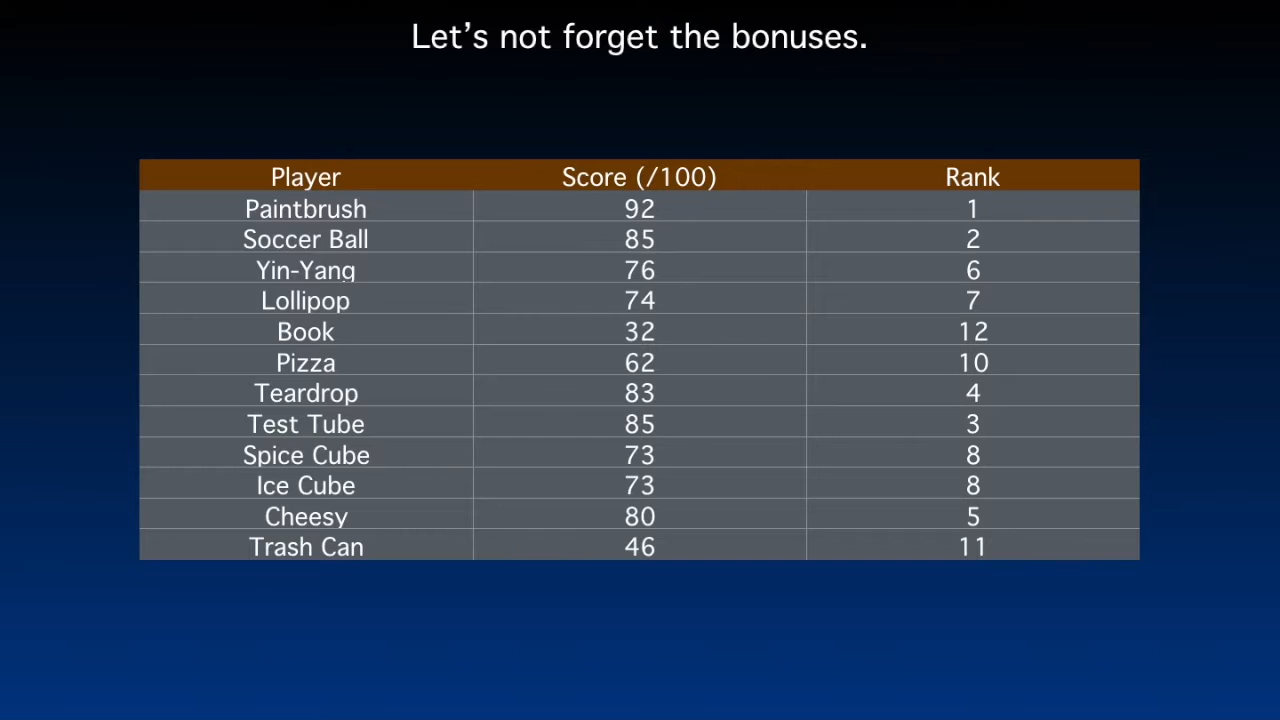 Let's not forget the bonuses.
Player Score (/100) Rank
Paintbrush 92 1
Soccer Ball 85 2
Yin-Yang 76 6
Lollipop 74 7
Book 32 12
Pizza 62 10
Teardrop 83 4
Test Tube 85 3
Spice Cube 73 8
Ice Cube 73 8
Cheesy 80 5
Trash Can 46 11